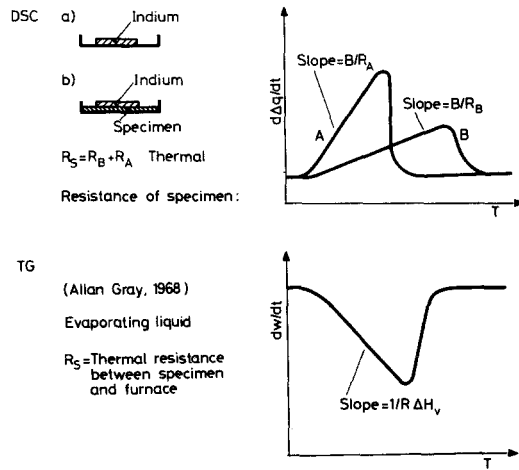 DSC a) Indium
b) Indium
Specimen
R_S=R_B+R_A Thermal
Resistance of specimen:
dΔq/dt
Slope=B/R_A
Slope=B/R_B
A
B
T
TG
(Allan Gray, 1968)
Evaporating liquid
R_S=Thermal resistance
between specimen
and furnace
dw/dt
Slope=1/R ΔH_v
T